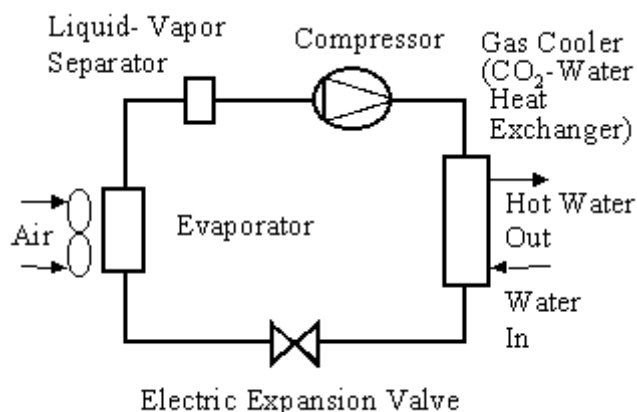 Liquid- Vapor
Separator
Compressor
Gas Cooler
(CO₂-Water
Heat
Exchanger)
Air
Evaporator
Hot Water
Out
Water
In
Electric Expansion Valve